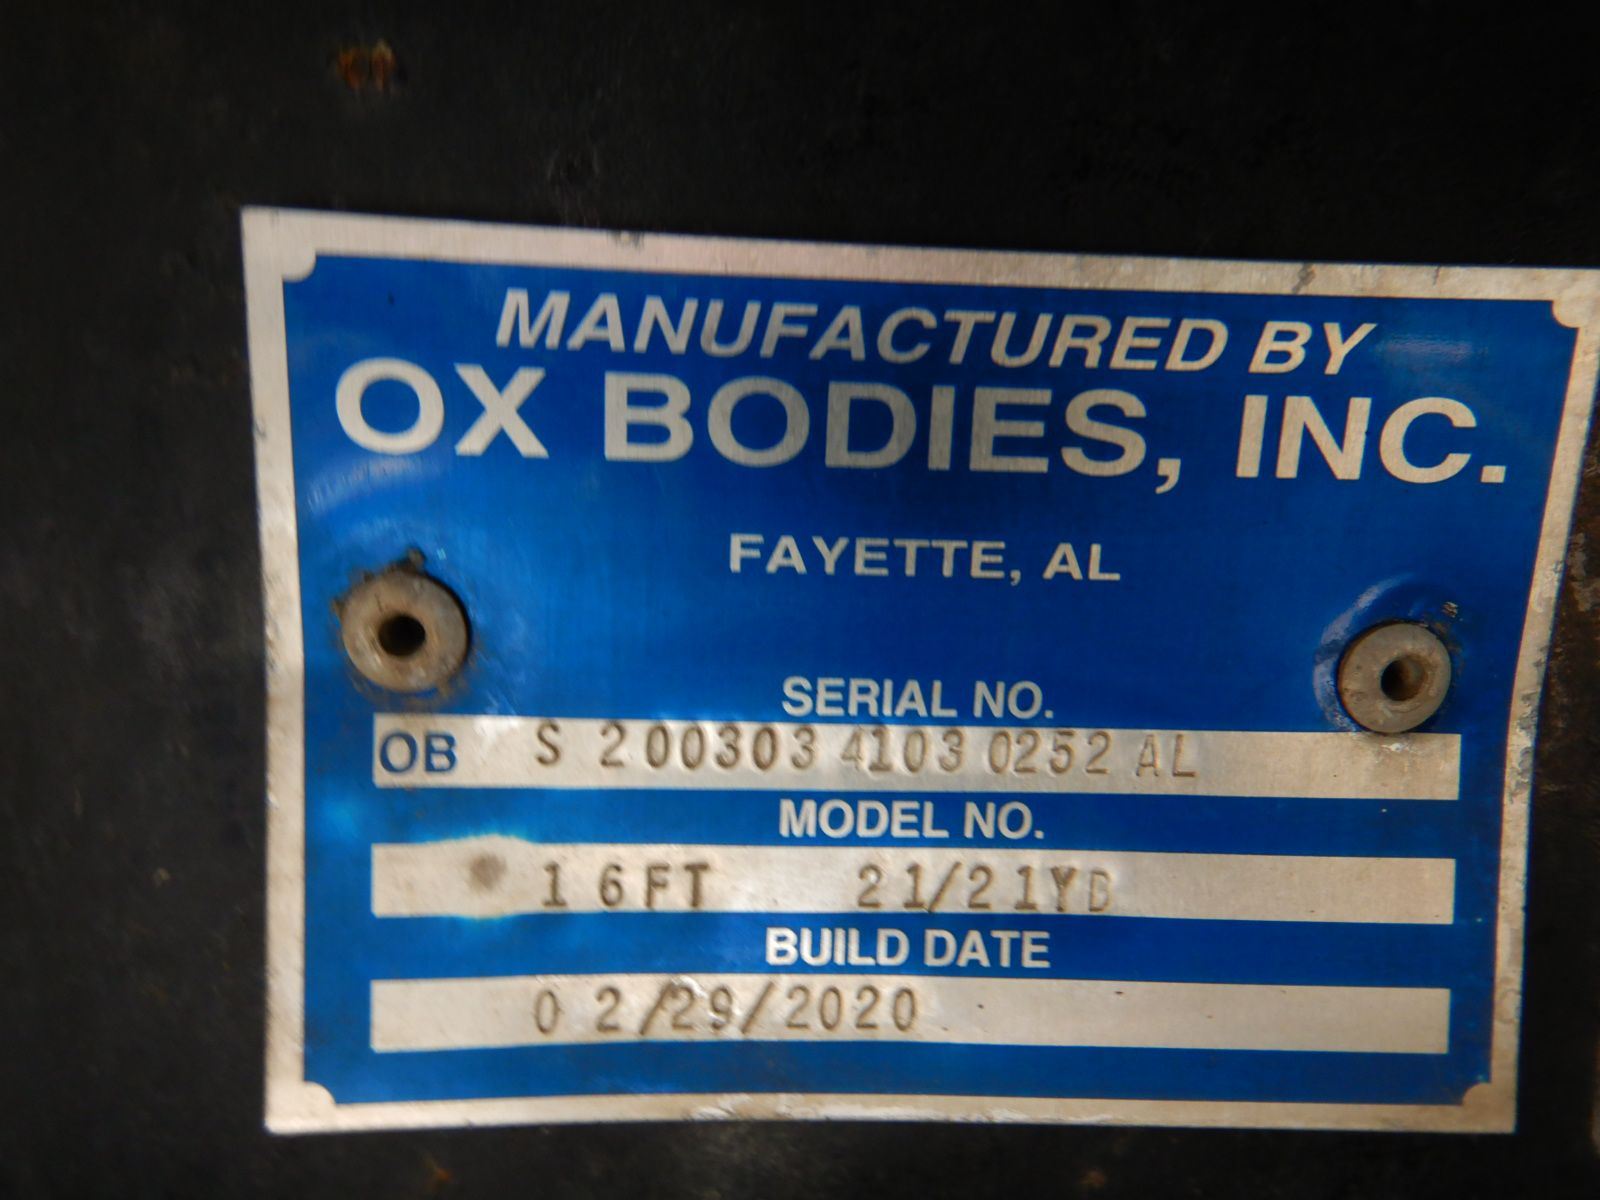 MANUFACTURED BY
OX BODIES, INC.
FAYETTE, AL
SERIAL NO.
OB S 200303 4103 0252 AL
MODEL NO.
16FT 21/21YD
BUILD DATE
02/29/2020